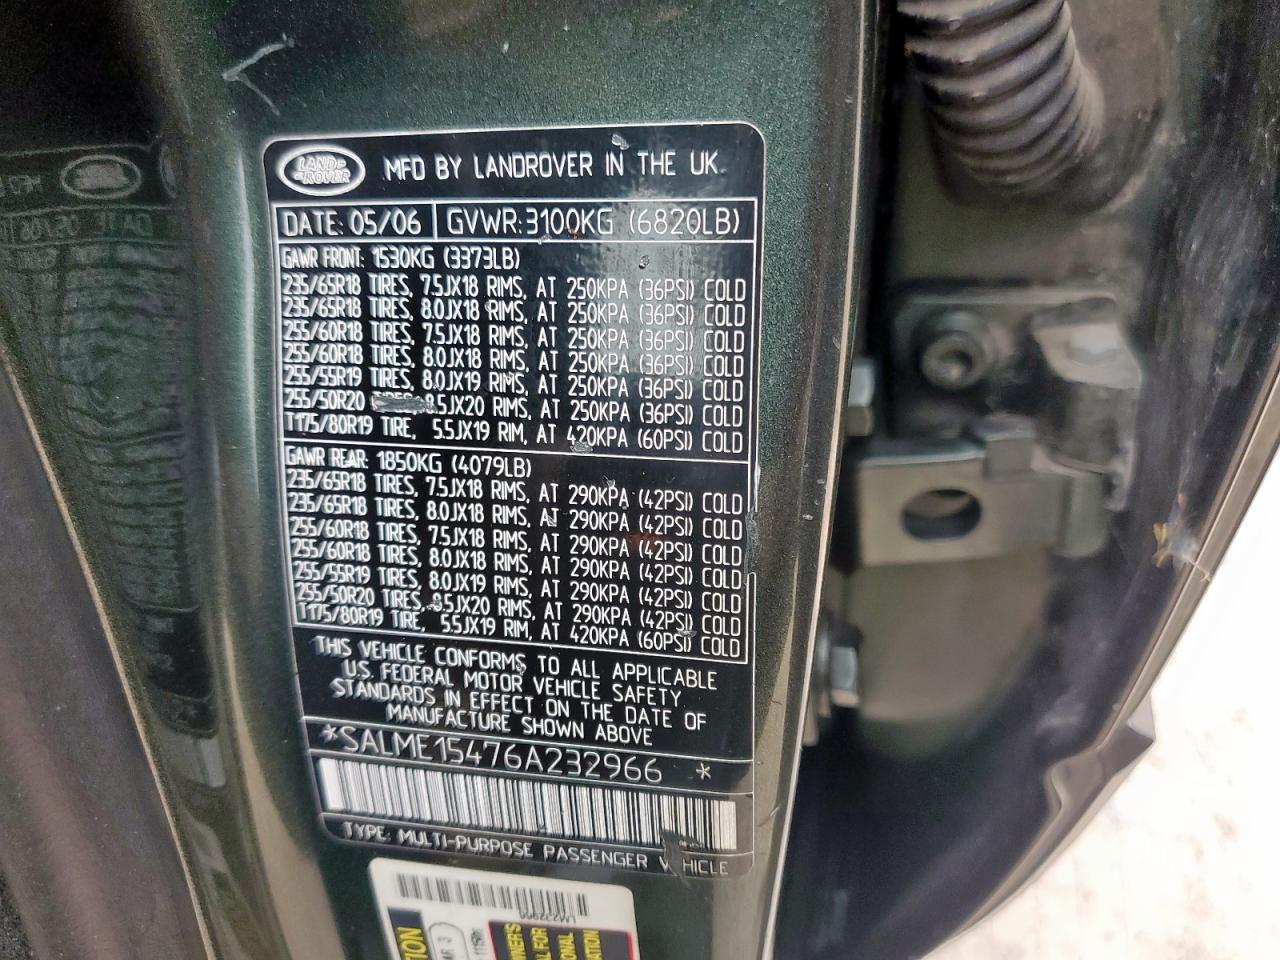 LAND-
-ROVER
MFD BY LANDROVER IN THE UK
DATE: 05/06 GVWR: 3100KG (6820LB)
GAWR FRONT: 1530KG (3373LB)
235/65R18 TIRES, 7.5JX18 RIMS, AT 250KPA (36PSI) COLD
235/65R18 TIRES, 8.0JX18 RIMS, AT 250KPA (36PSI) COLD
255/60R18 TIRES, 7.5JX18 RIMS, AT 250KPA (36PSI) COLD
255/60R18 TIRES, 8.0JX18 RIMS, AT 250KPA (36PSI) COLD
255/55R19 TIRES, 8.0JX19 RIMS, AT 250KPA (36PSI) COLD
255/50R20 8.5JX20 RIMS, AT 250KPA (36PSI) COLD
T175/80R19 TIRE, 5.5JX19 RIM, AT 420KPA (60PSI) COLD
GAWR REAR: 1850KG (4079LB)
235/65R18 TIRES, 7.5JX18 RIMS, AT 290KPA (42PSI) COLD
235/65R18 TIRES, 8.0JX18 RIMS, AT 290KPA (42PSI) COLD
255/60R18 TIRES, 7.5JX18 RIMS, AT 290KPA (42PSI) COLD
255/60R18 TIRES, 8.0JX18 RIMS, AT 290KPA (42PSI) COLD
255/55R19 TIRES, 8.0JX19 RIMS, AT 290KPA (42PSI) COLD
255/50R20 TIRES, 8.5JX20 RIMS, AT 290KPA (42PSI) COLD
T175/80R19 TIRE, 5.5JX19 RIM, AT 420KPA (60PSI) COLD
THIS VEHICLE CONFORMS TO ALL APPLICABLE
U.S. FEDERAL MOTOR VEHICLE SAFETY
STANDARDS IN EFFECT ON THE DATE OF
MANUFACTURE SHOWN ABOVE
*SALME15476A232966 *
TYPE: MULTI-PURPOSE PASSENGER V HICLE